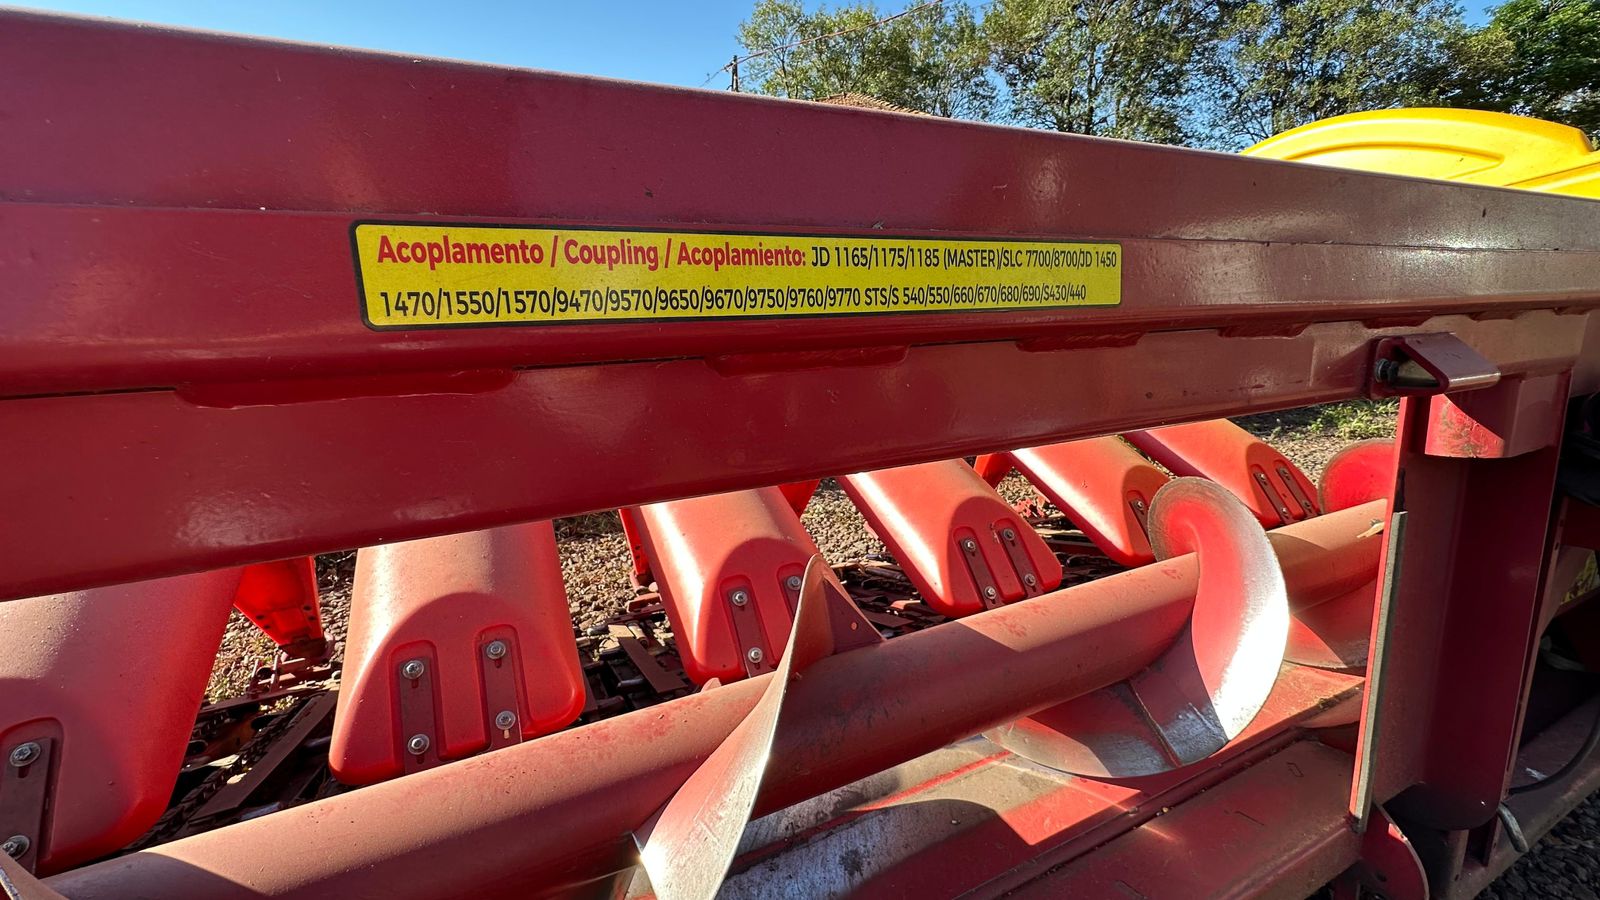 Acoplamento / Coupling / Acoplamiento: JD 1165/1175/1185 (MASTER)/SLC 7700/8700/JD 1450
1470/1550/1570/9470/9570/9650/9670/9750/9760/9770 STS/S 540/550/660/670/680/690/S430/440